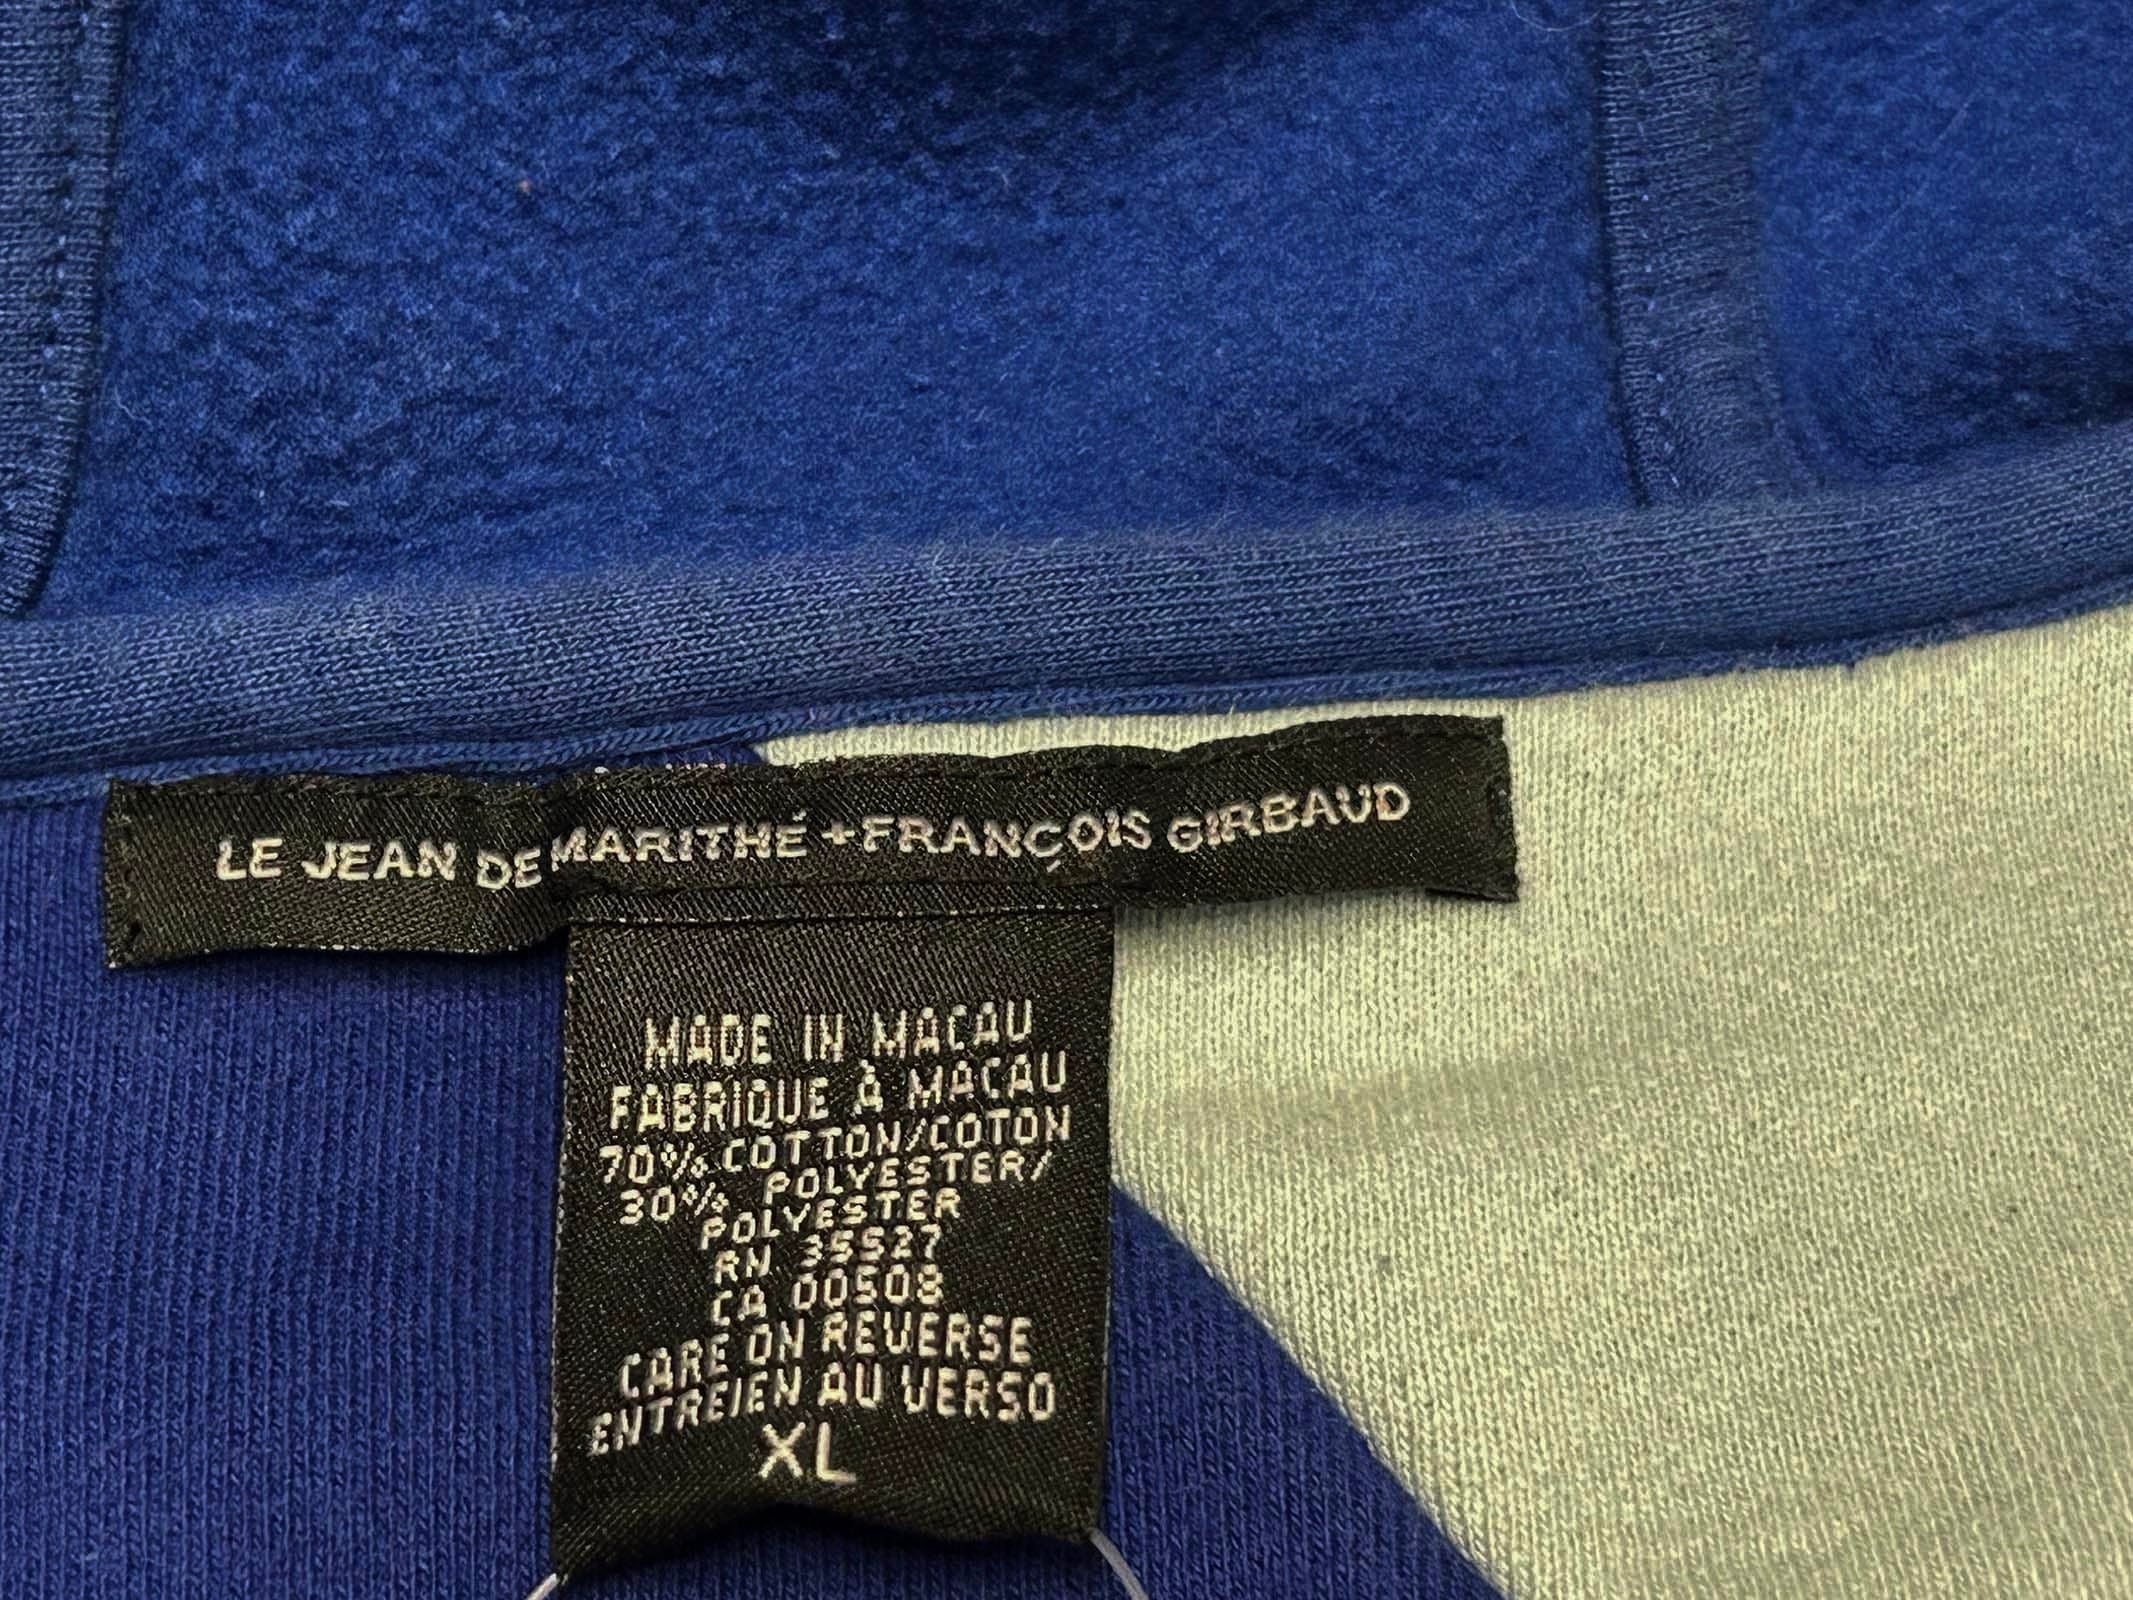 LE JEAN DE MARITHÉ + FRANÇOIS GIRBAUD
MADE IN MACAU
FABRIQUE À MACAU
70% COTTON/COTON
30% POLYESTER/
POLYESTER
RN 35527
CA 00508
CARE ON REVERSE
ENTREIEN AU VERSO
XL